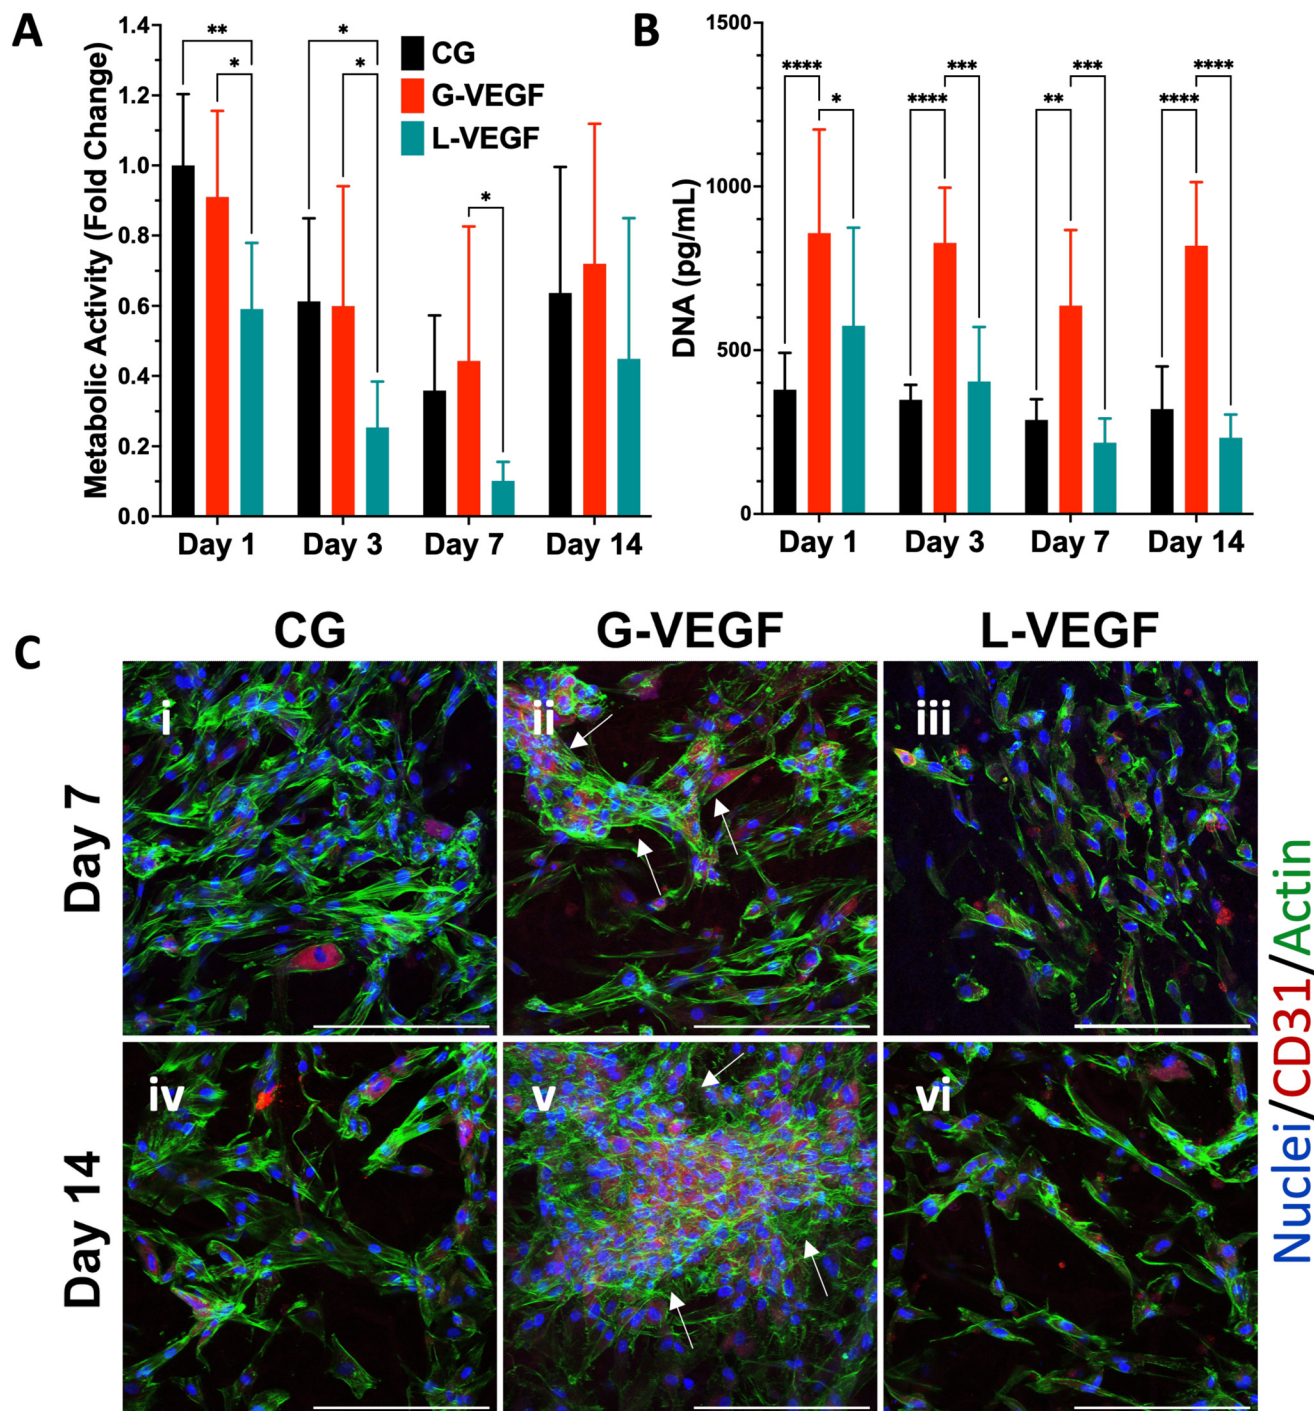 A
Metabolic Activity (Fold Change)
1.4
1.2
1.0
0.8
0.6
0.4
0.2
0.0
** * * * *
CG
G-VEGF
L-VEGF
Day 1 Day 3 Day 7 Day 14
B
DNA (pg/mL)
1500
1000
500
0
**** *** *** ****
* **** ** ****
Day 1 Day 3 Day 7 Day 14
C
CG G-VEGF L-VEGF
Day 7
i ii iii
Day 14
iv v vi
Nuclei/CD31/Actin